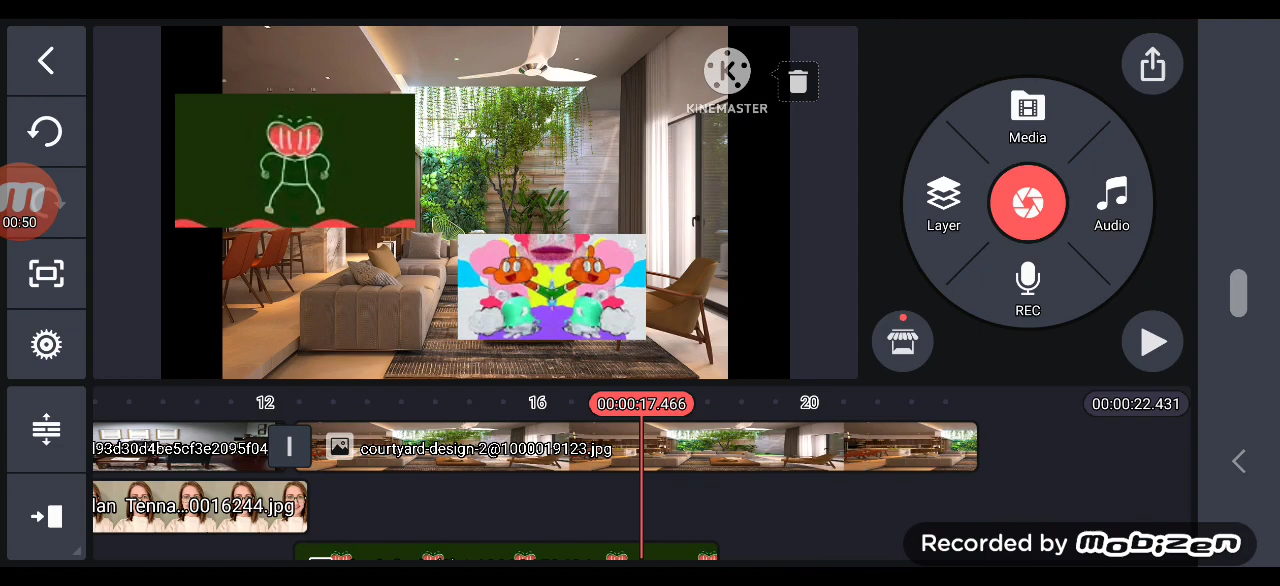 KINEMASTER
Media
Layer
Audio
REC
00:50
12
16
00:00:17.466
20
00:00:22.431
l93d30d4be5cf3e2095f04
courtyard-design-2@1000019123.jpg
lan Tenna...0016244.jpg
Recorded by mobizen